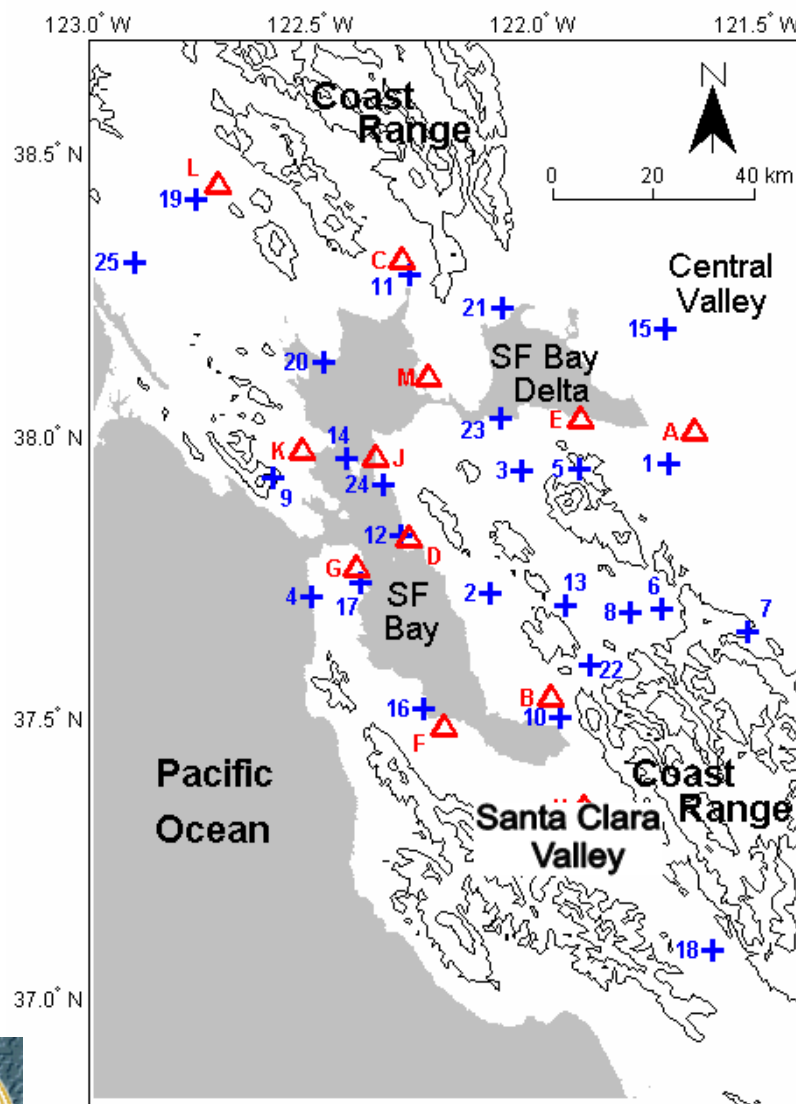 123.0° W
122.5° W
122.0° W
121.5° W
Coast
Range
N
38.5° N
L
0
22
40 km
19
C
25
11
Central
Valley
21
15
SF Bay
Delta
20
M
E
A
38.0° N
23
14
K
J
1
3
5
24
9
12
D
G
13
6
2
8
7
4
17
SF
Bay
22
B
37.5° N
16
10
F
Pacific
Ocean
Coast
Range
Santa Clara
Valley
18
37.0° N